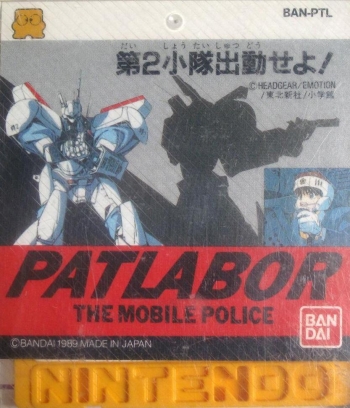 BAN-PTL
だい しょう たい しゅつ どう
第2小隊出動せよ!
©HEADGEAR/EMOTION
/東北新社/小学館
PATLABOR
THE MOBILE POLICE
BAN
DAI
©BANDAI 1989 MADE IN JAPAN
NINTENDO